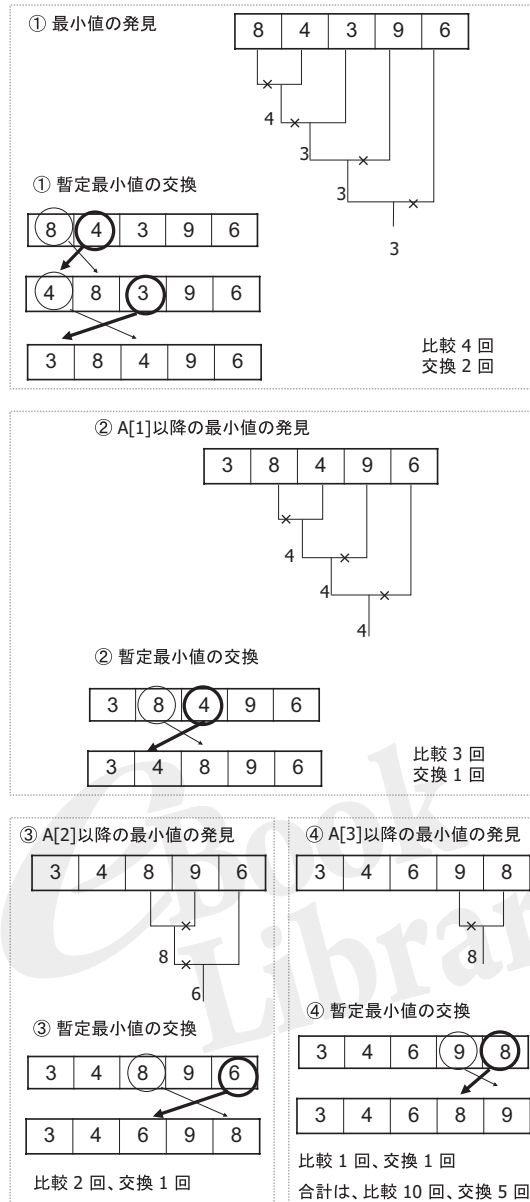 ① 最小値の発見
8 4 3 9 6
4
3
3
3
① 暫定最小値の交換
8 4 3 9 6
4 8 3 9 6
3 8 4 9 6
比較 4 回
交換 2 回
② A[1]以降の最小値の発見
3 8 4 9 6
4
4
4
② 暫定最小値の交換
3 8 4 9 6
3 4 8 9 6
比較 3 回
交換 1 回
③ A[2]以降の最小値の発見
3 4 8 9 6
8
6
③ 暫定最小値の交換
3 4 8 9 6
3 4 6 9 8
比較 2 回、交換 1 回
④ A[3]以降の最小値の発見
3 4 6 9 8
8
④ 暫定最小値の交換
3 4 6 9 8
3 4 6 8 9
比較 1 回、交換 1 回
合計は、比較 10 回、交換 5 回
eBook
Library